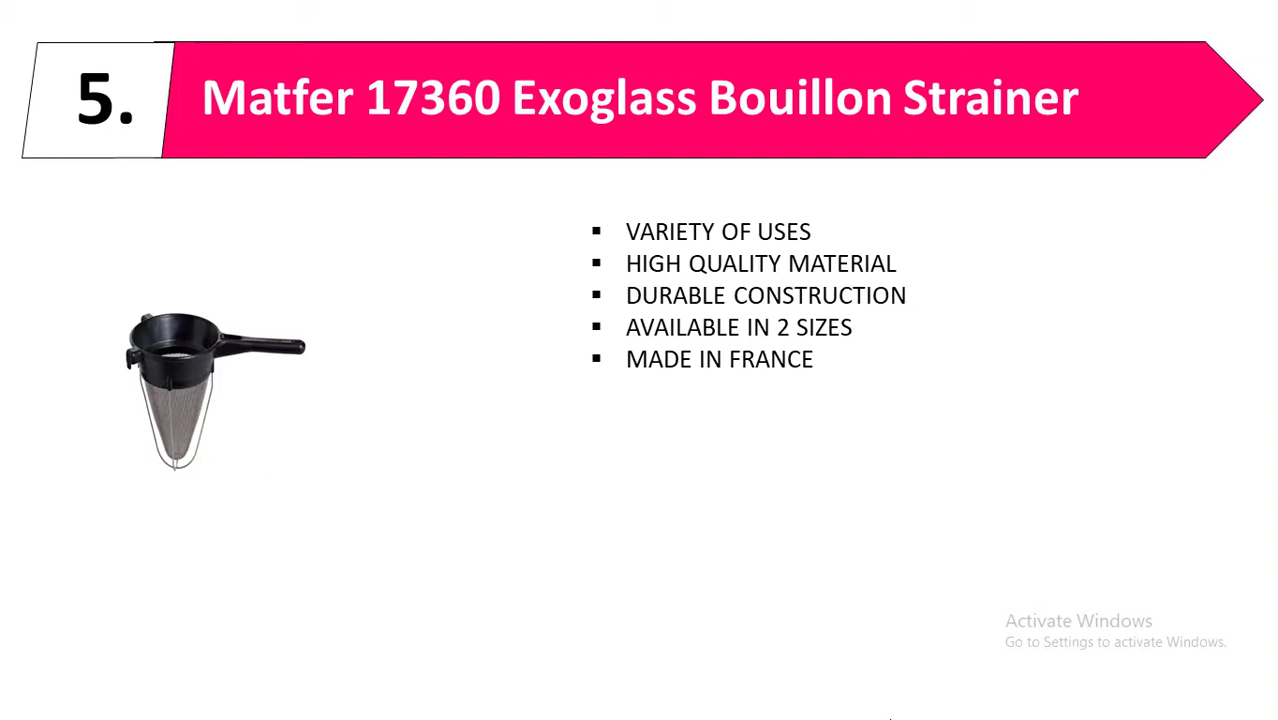 5.
Matfer 17360 Exoglass Bouillon Strainer
▪ VARIETY OF USES
▪ HIGH QUALITY MATERIAL
▪ DURABLE CONSTRUCTION
▪ AVAILABLE IN 2 SIZES
▪ MADE IN FRANCE
Activate Windows
Go to Settings to activate Windows.